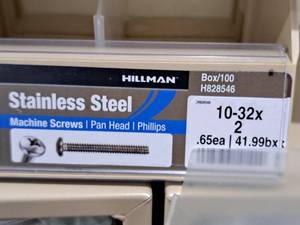 HILLMAN
Box/100
H828546
Stainless Steel
Machine Screws | Pan Head | Phillips
10-32x
2
.65ea | 41.99bx